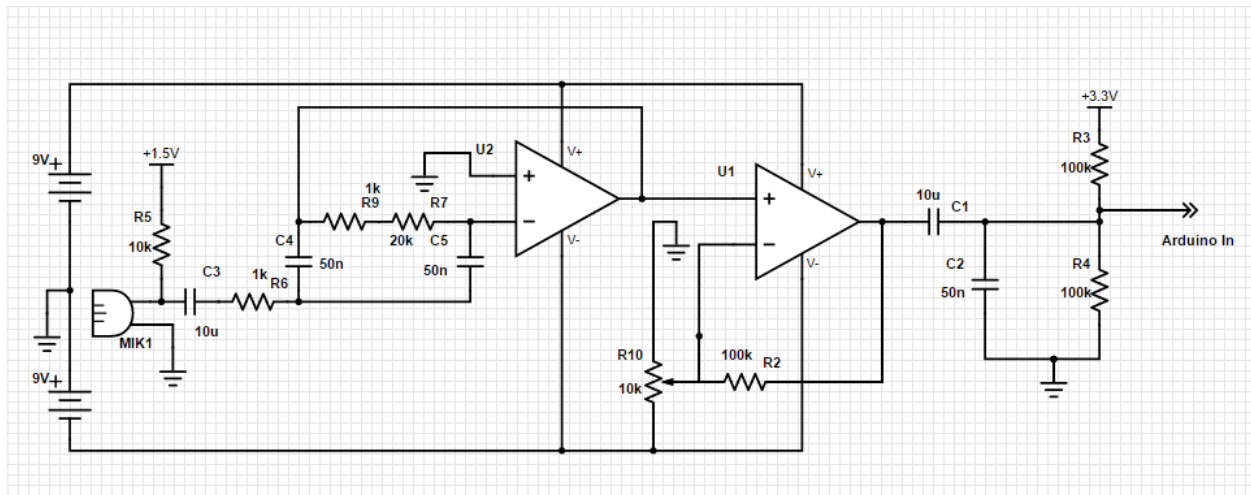 9V
+
+1.5V
R5
10k
MIK1
C3
10u
1k
R6
9V
+
C4
50n
1k
R9
R7
20k
C5
50n
U2
+
−
V+
V-
U1
+
−
V+
V-
R10
10k
100k
R2
10u
C1
C2
50n
+3.3V
R3
100k
Arduino In
R4
100k